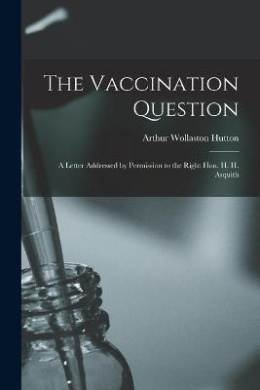 The Vaccination
Question
Arthur Wollaston Hutton
A Letter Addressed by Permission to the Right Hon. H. H.
Asquith